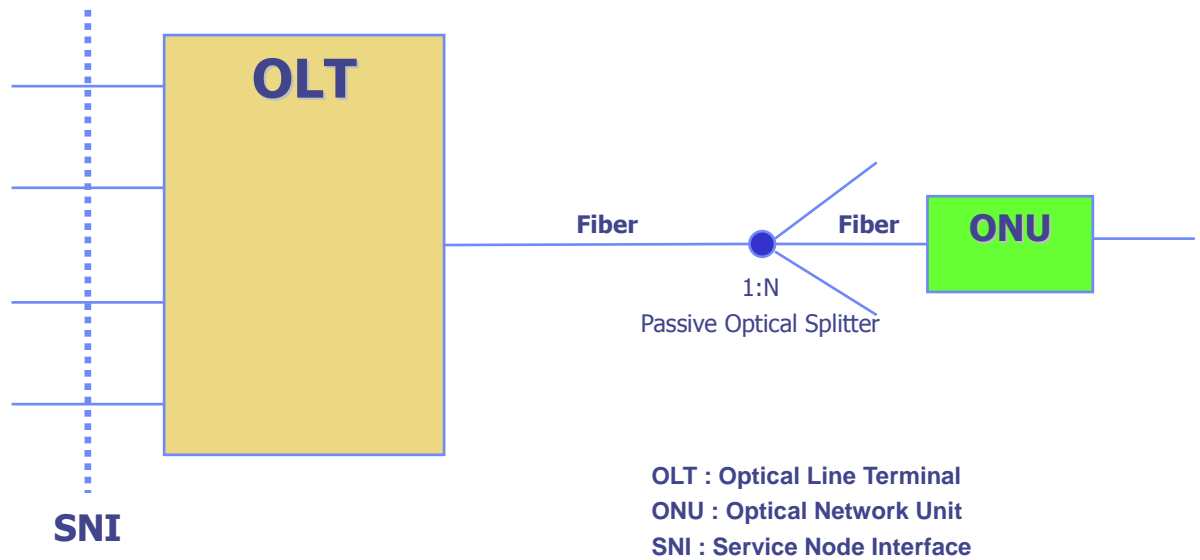 OLT
Fiber
Fiber
ONU
1:N
Passive Optical Splitter
SNI
OLT : Optical Line Terminal
ONU : Optical Network Unit
SNI : Service Node Interface